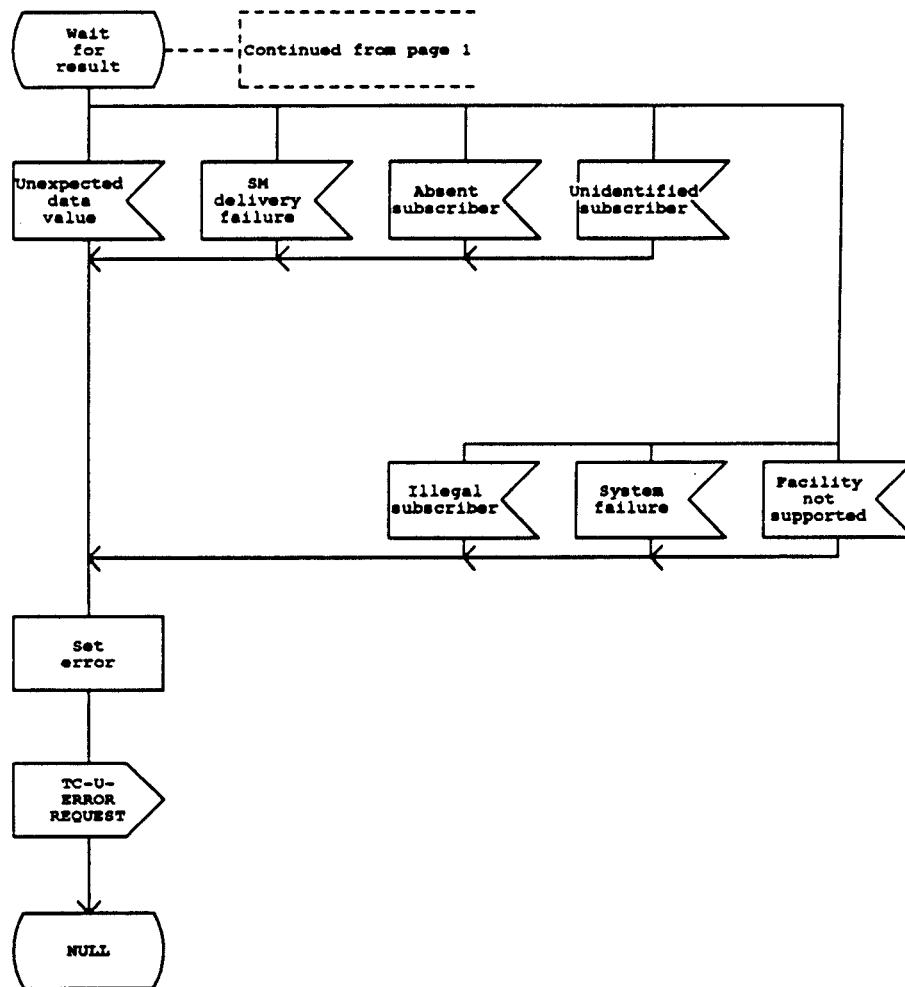 Wait
for
result
Continued from page 1
Unexpected
data
value
SM
delivery
failure
Absent
subscriber
Unidentified
subscriber
Illegal
subscriber
System
failure
Facility
not
supported
Set
error
TC-U-
ERROR
REQUEST
NULL